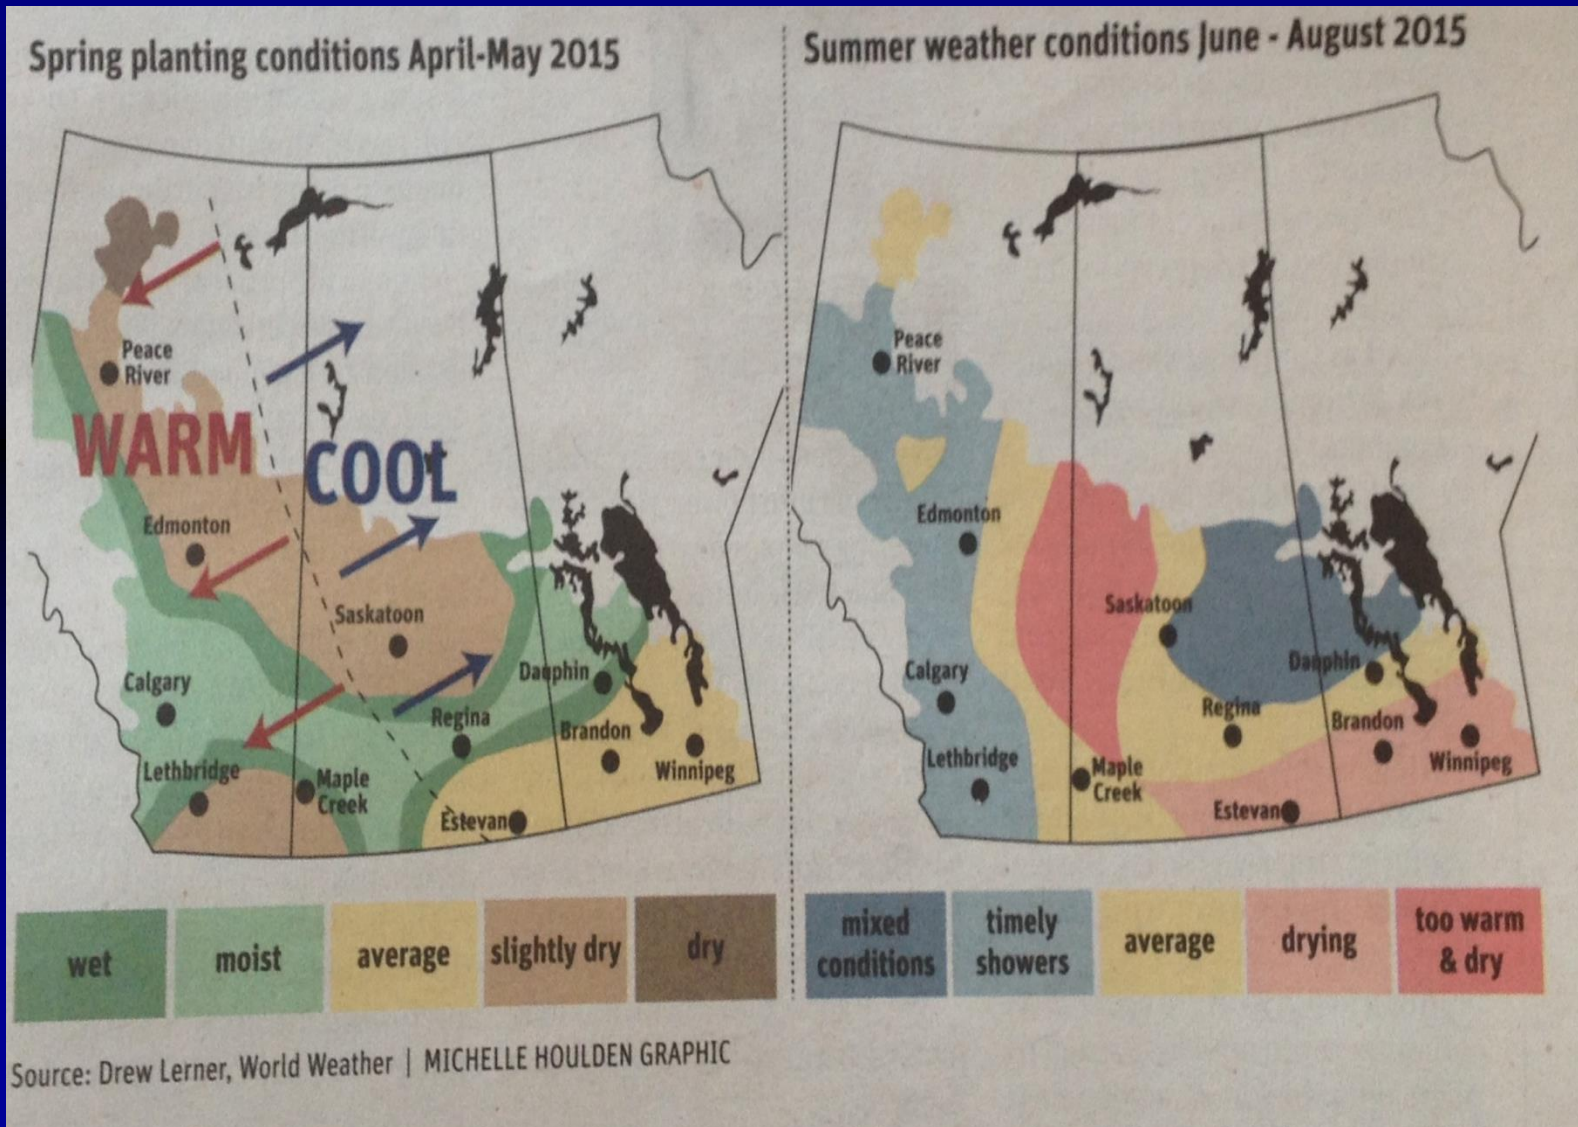 Spring planting conditions April-May 2015
Peace
River
WARM
COOL
Edmonton
Saskatoon
Calgary
Dauphin
Regina
Brandon
Lethbridge
Maple
Creek
Winnipeg
Estevan
wet
moist
average
slightly dry
dry
Summer weather conditions June - August 2015
Peace
River
Edmonton
Saskatoon
Calgary
Dauphin
Regina
Brandon
Lethbridge
Maple
Creek
Winnipeg
Estevan
mixed
conditions
timely
showers
average
drying
too warm
& dry
Source: Drew Lerner, World Weather | MICHELLE HOULDEN GRAPHIC